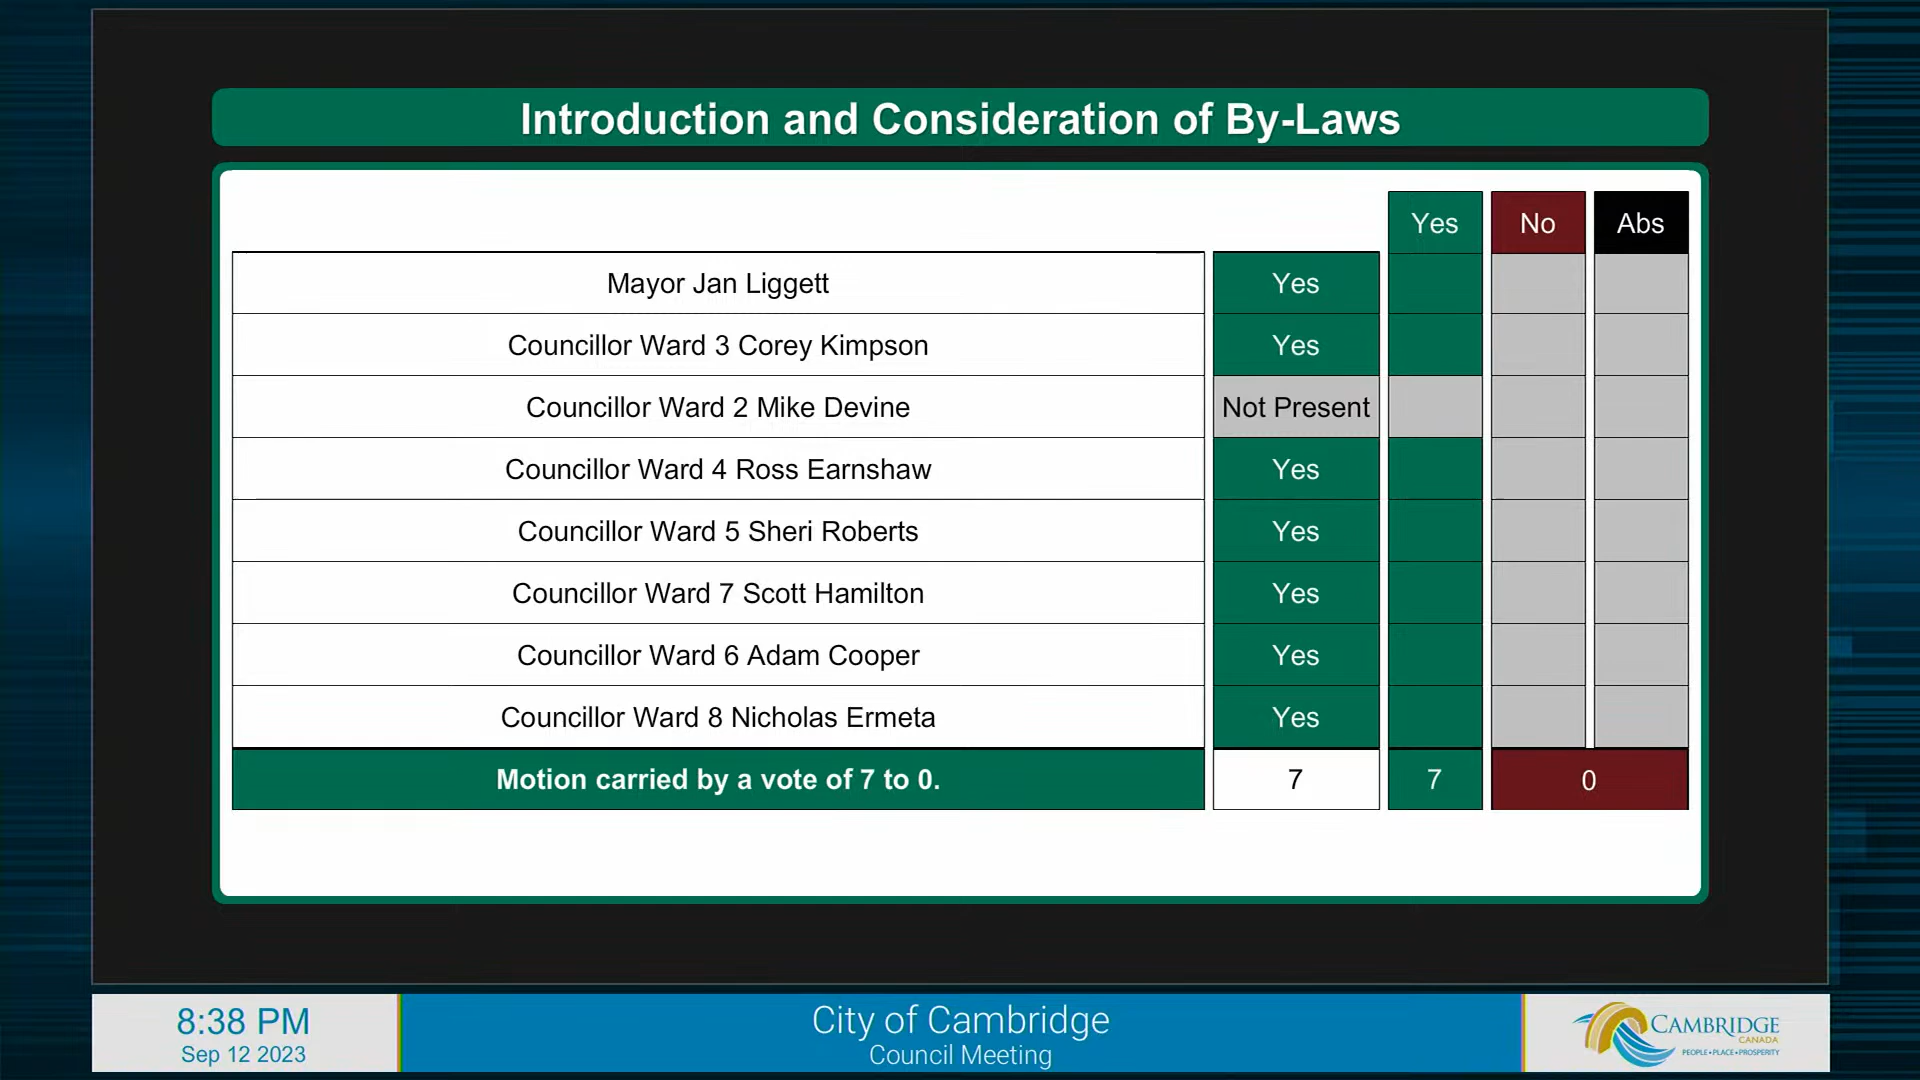 Introduction and Consideration of By-Laws
Yes No Abs
Mayor Jan Liggett Yes
Councillor Ward 3 Corey Kimpson Yes
Councillor Ward 2 Mike Devine Not Present
Councillor Ward 4 Ross Earnshaw Yes
Councillor Ward 5 Sheri Roberts Yes
Councillor Ward 7 Scott Hamilton Yes
Councillor Ward 6 Adam Cooper Yes
Councillor Ward 8 Nicholas Ermeta Yes
Motion carried by a vote of 7 to 0. 7 7 0
8:38 PM
Sep 12 2023
City of Cambridge
Council Meeting
CAMBRIDGE
CANADA
PEOPLE • PLACE • PROSPERITY